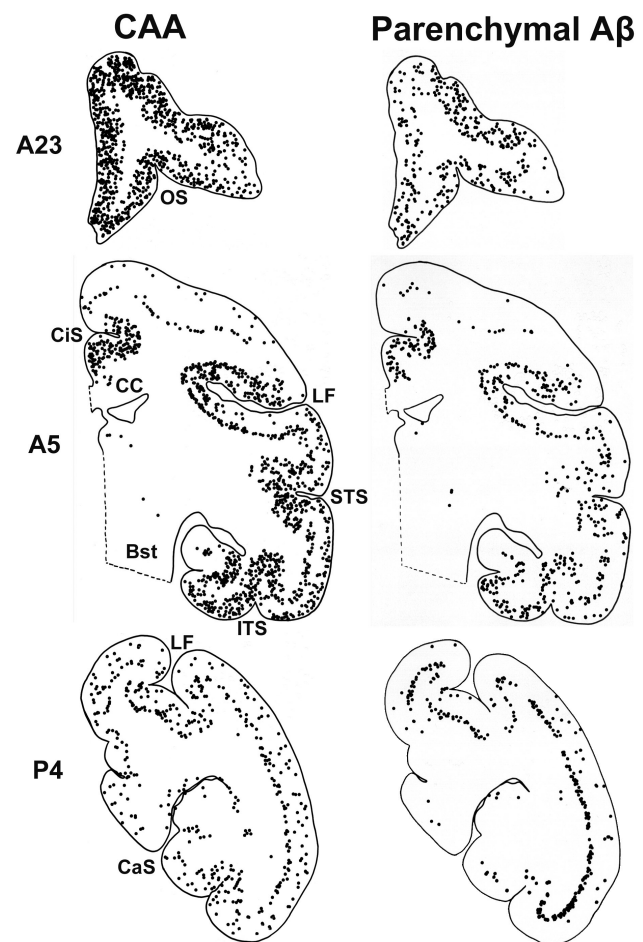 CAA
Parenchymal Aβ
A23
OS
CiS
CC
LF
A5
STS
Bst
ITS
LF
P4
CaS